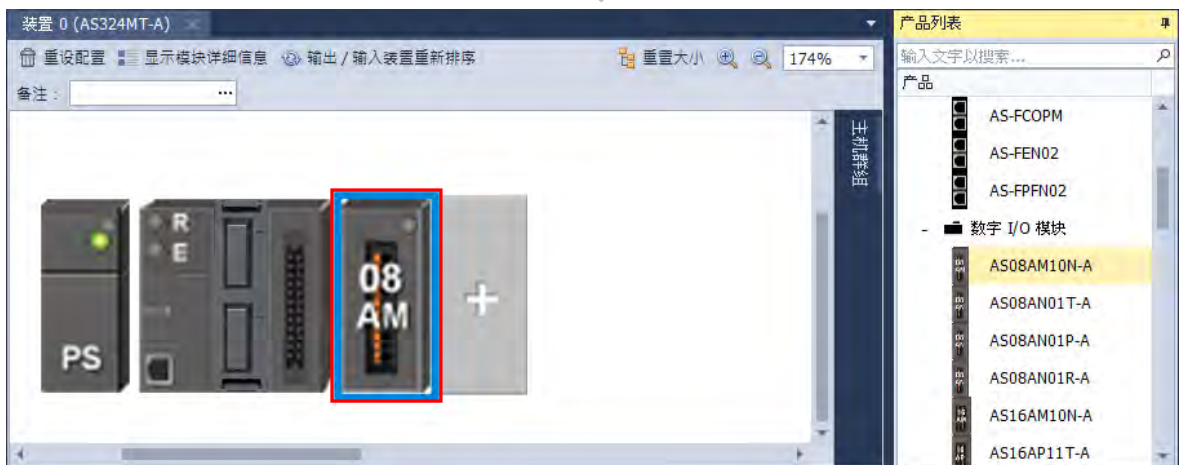 装置 0 (AS324MT-A)
重设配置 显示模块详细信息 输出 / 输入装置重新排序 重置大小 174%
备注 : ...
主机群组
PS
R
E
08
AM
+
产品列表
输入文字以搜索...
产品
AS-FCOPM
AS-FEN02
AS-FPFN02
- 数字 I/O 模块
AS08AM10N-A
AS08AN01T-A
AS08AN01P-A
AS08AN01R-A
AS16AM10N-A
AS16AP11T-A